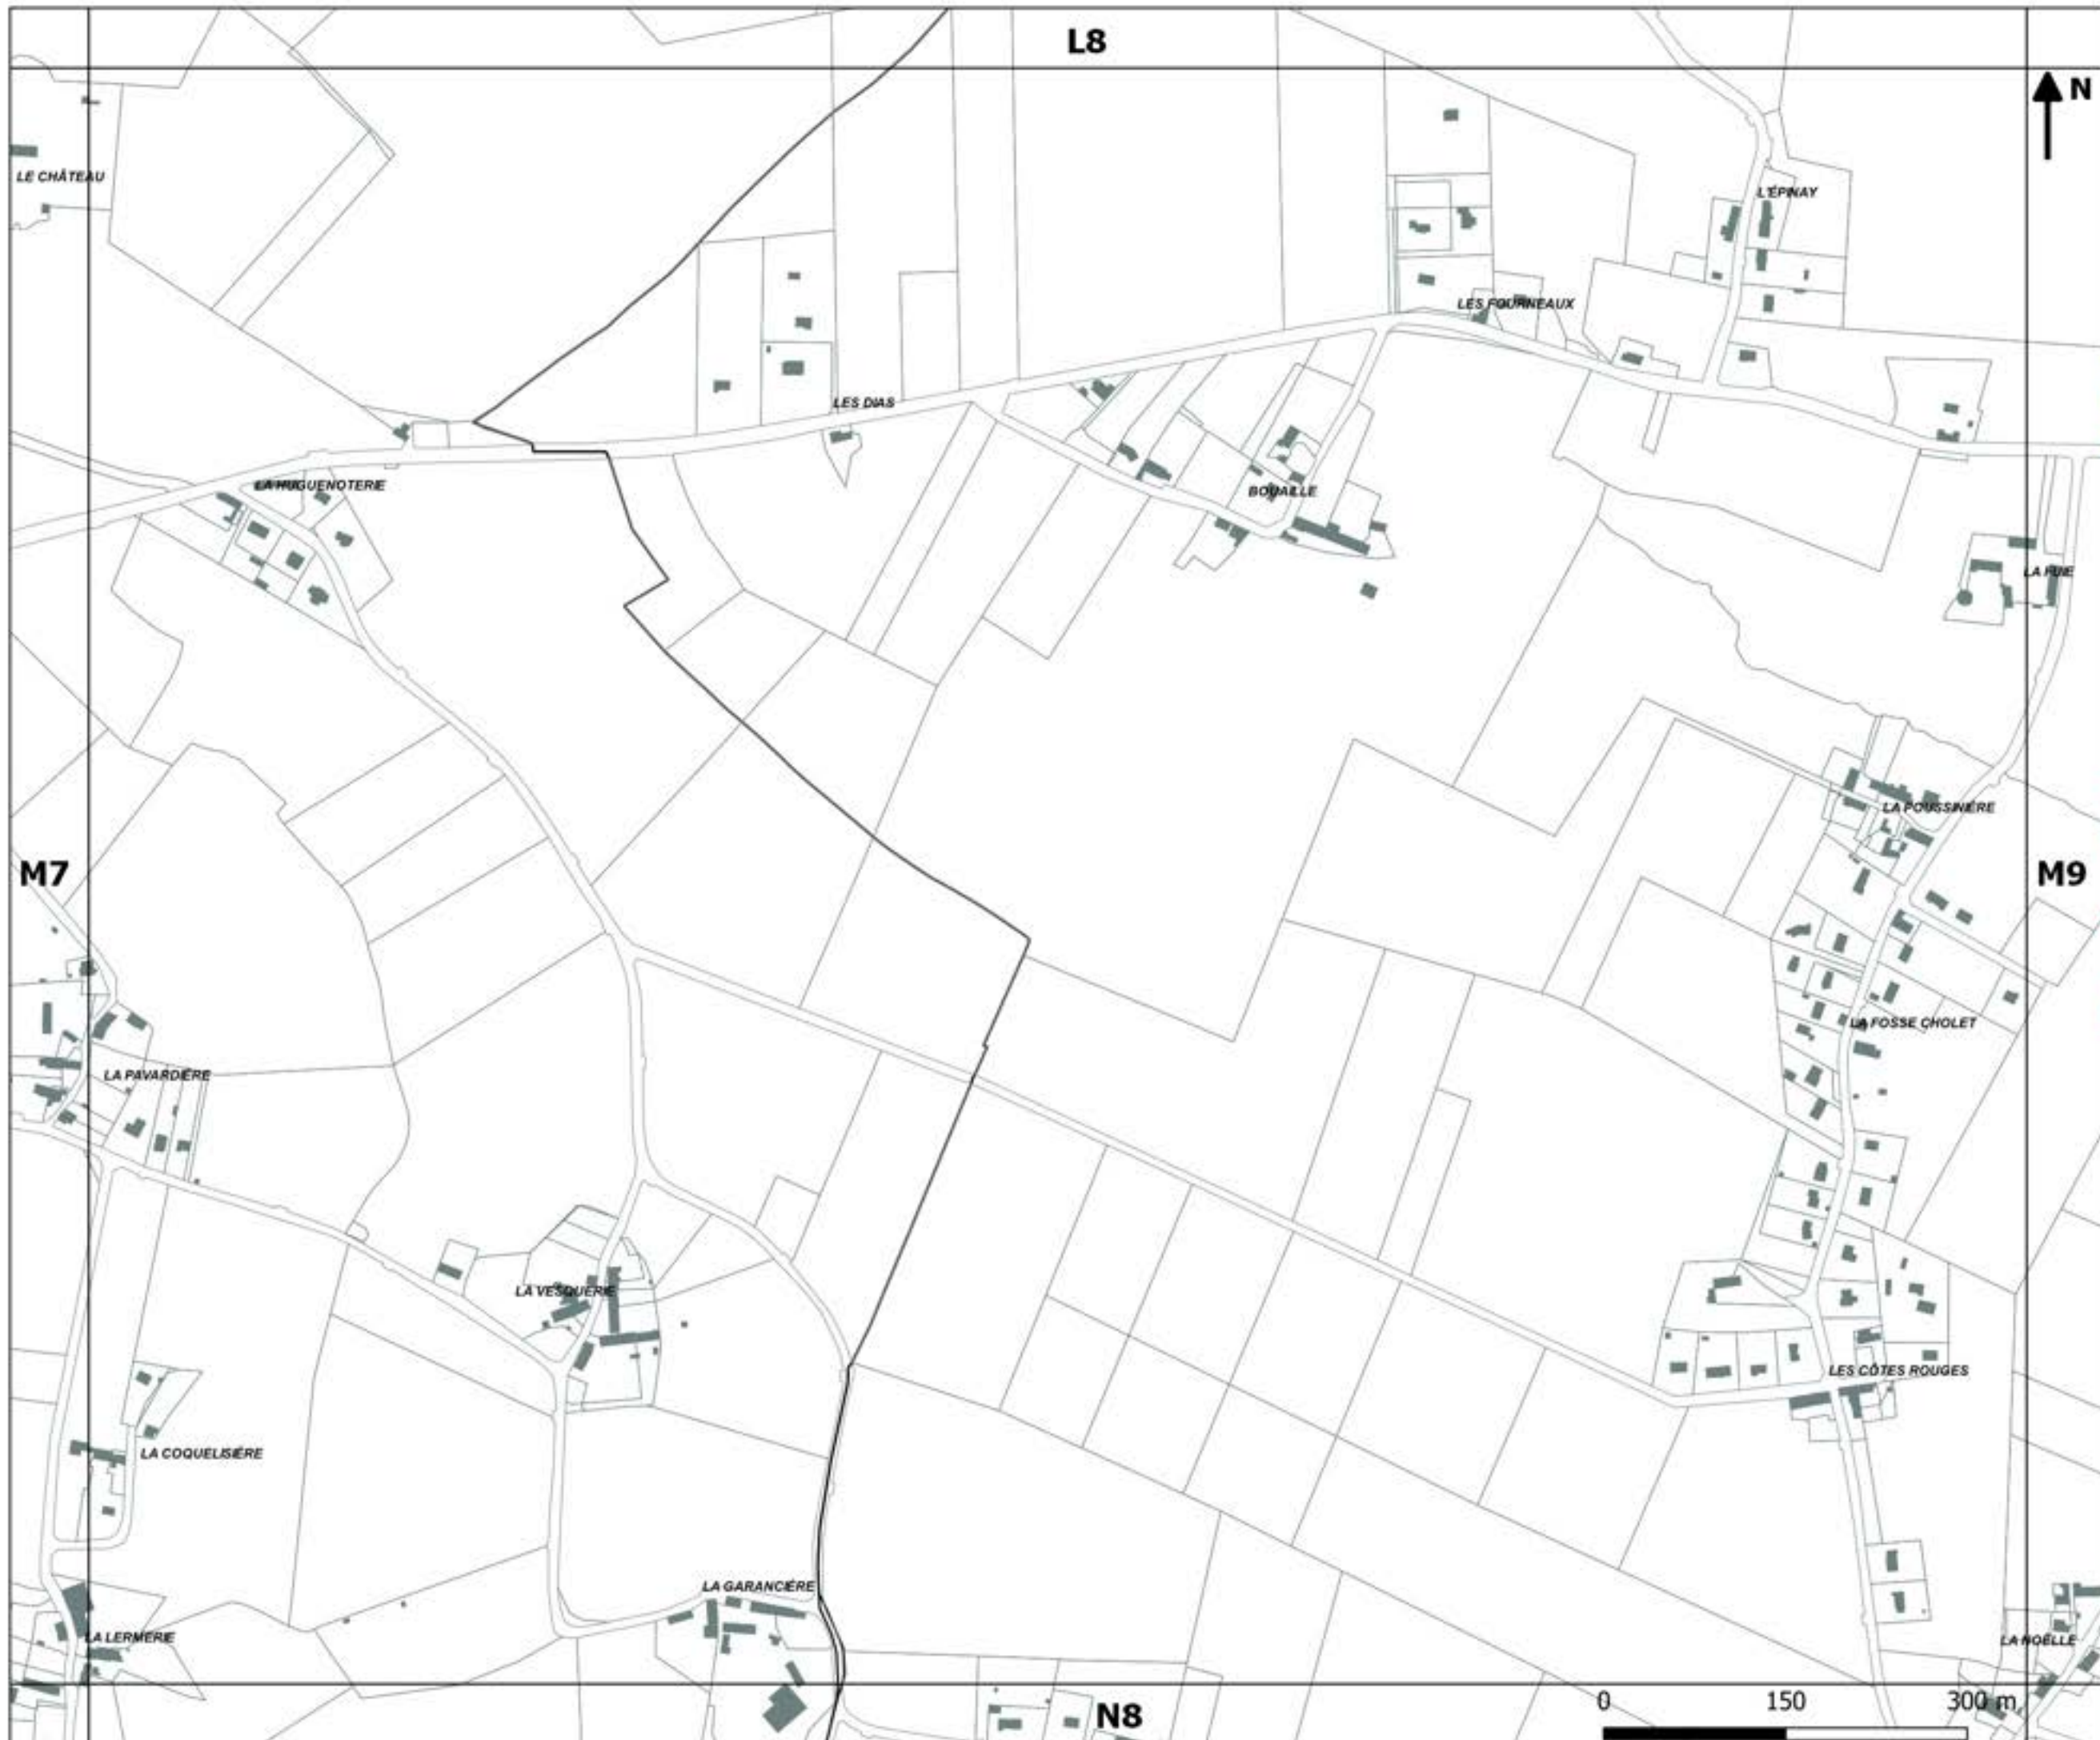 L8
N
LE CHÂTEAU
L'ÉPINAY
LES FOURNEAUX
LES DIAS
LA HUGUENOTERIE
BOUAILLE
LA FUIE
LA POUSSINIÈRE
M7
M9
LA FOSSE CHOLET
LA PAVARDIÈRE
LA VESQUERIE
LES CÔTES ROUGES
LA COQUELISIÈRE
LA GARANCIÈRE
LA LERMERIE
LA NOËLLE
0 150 300 m
N8